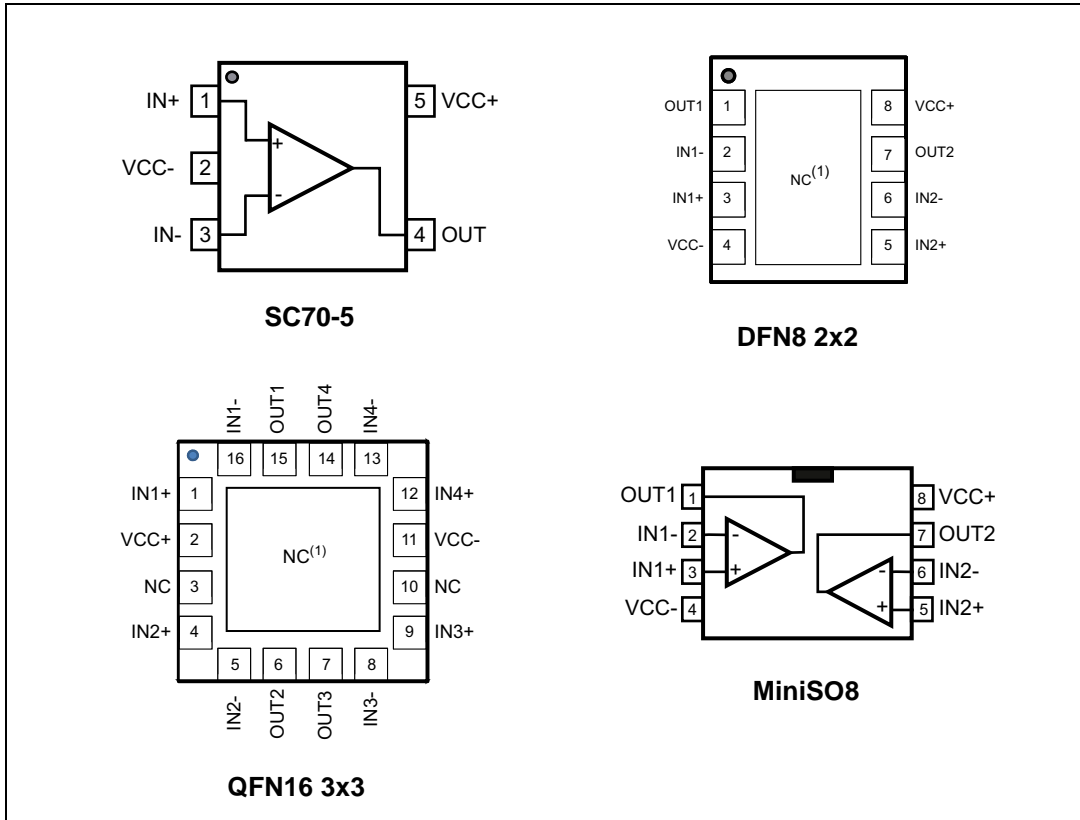 IN+ 1
VCC- 2
IN- 3
5 VCC+
4 OUT
+
-
SC70-5
OUT1 1
IN1- 2
IN1+ 3
VCC- 4
NC(1)
8 VCC+
7 OUT2
6 IN2-
5 IN2+
DFN8 2x2
IN1- OUT1 OUT4 IN4-
16 15 14 13
IN1+ 1
VCC+ 2
NC 3
IN2+ 4
NC(1)
12 IN4+
11 VCC-
10 NC
9 IN3+
5 6 7 8
IN2- OUT2 OUT3 IN3-
QFN16 3x3
OUT1 1
IN1- 2
IN1+ 3
VCC- 4
-
+
8 VCC+
7 OUT2
6 IN2-
5 IN2+
-
+
MiniSO8